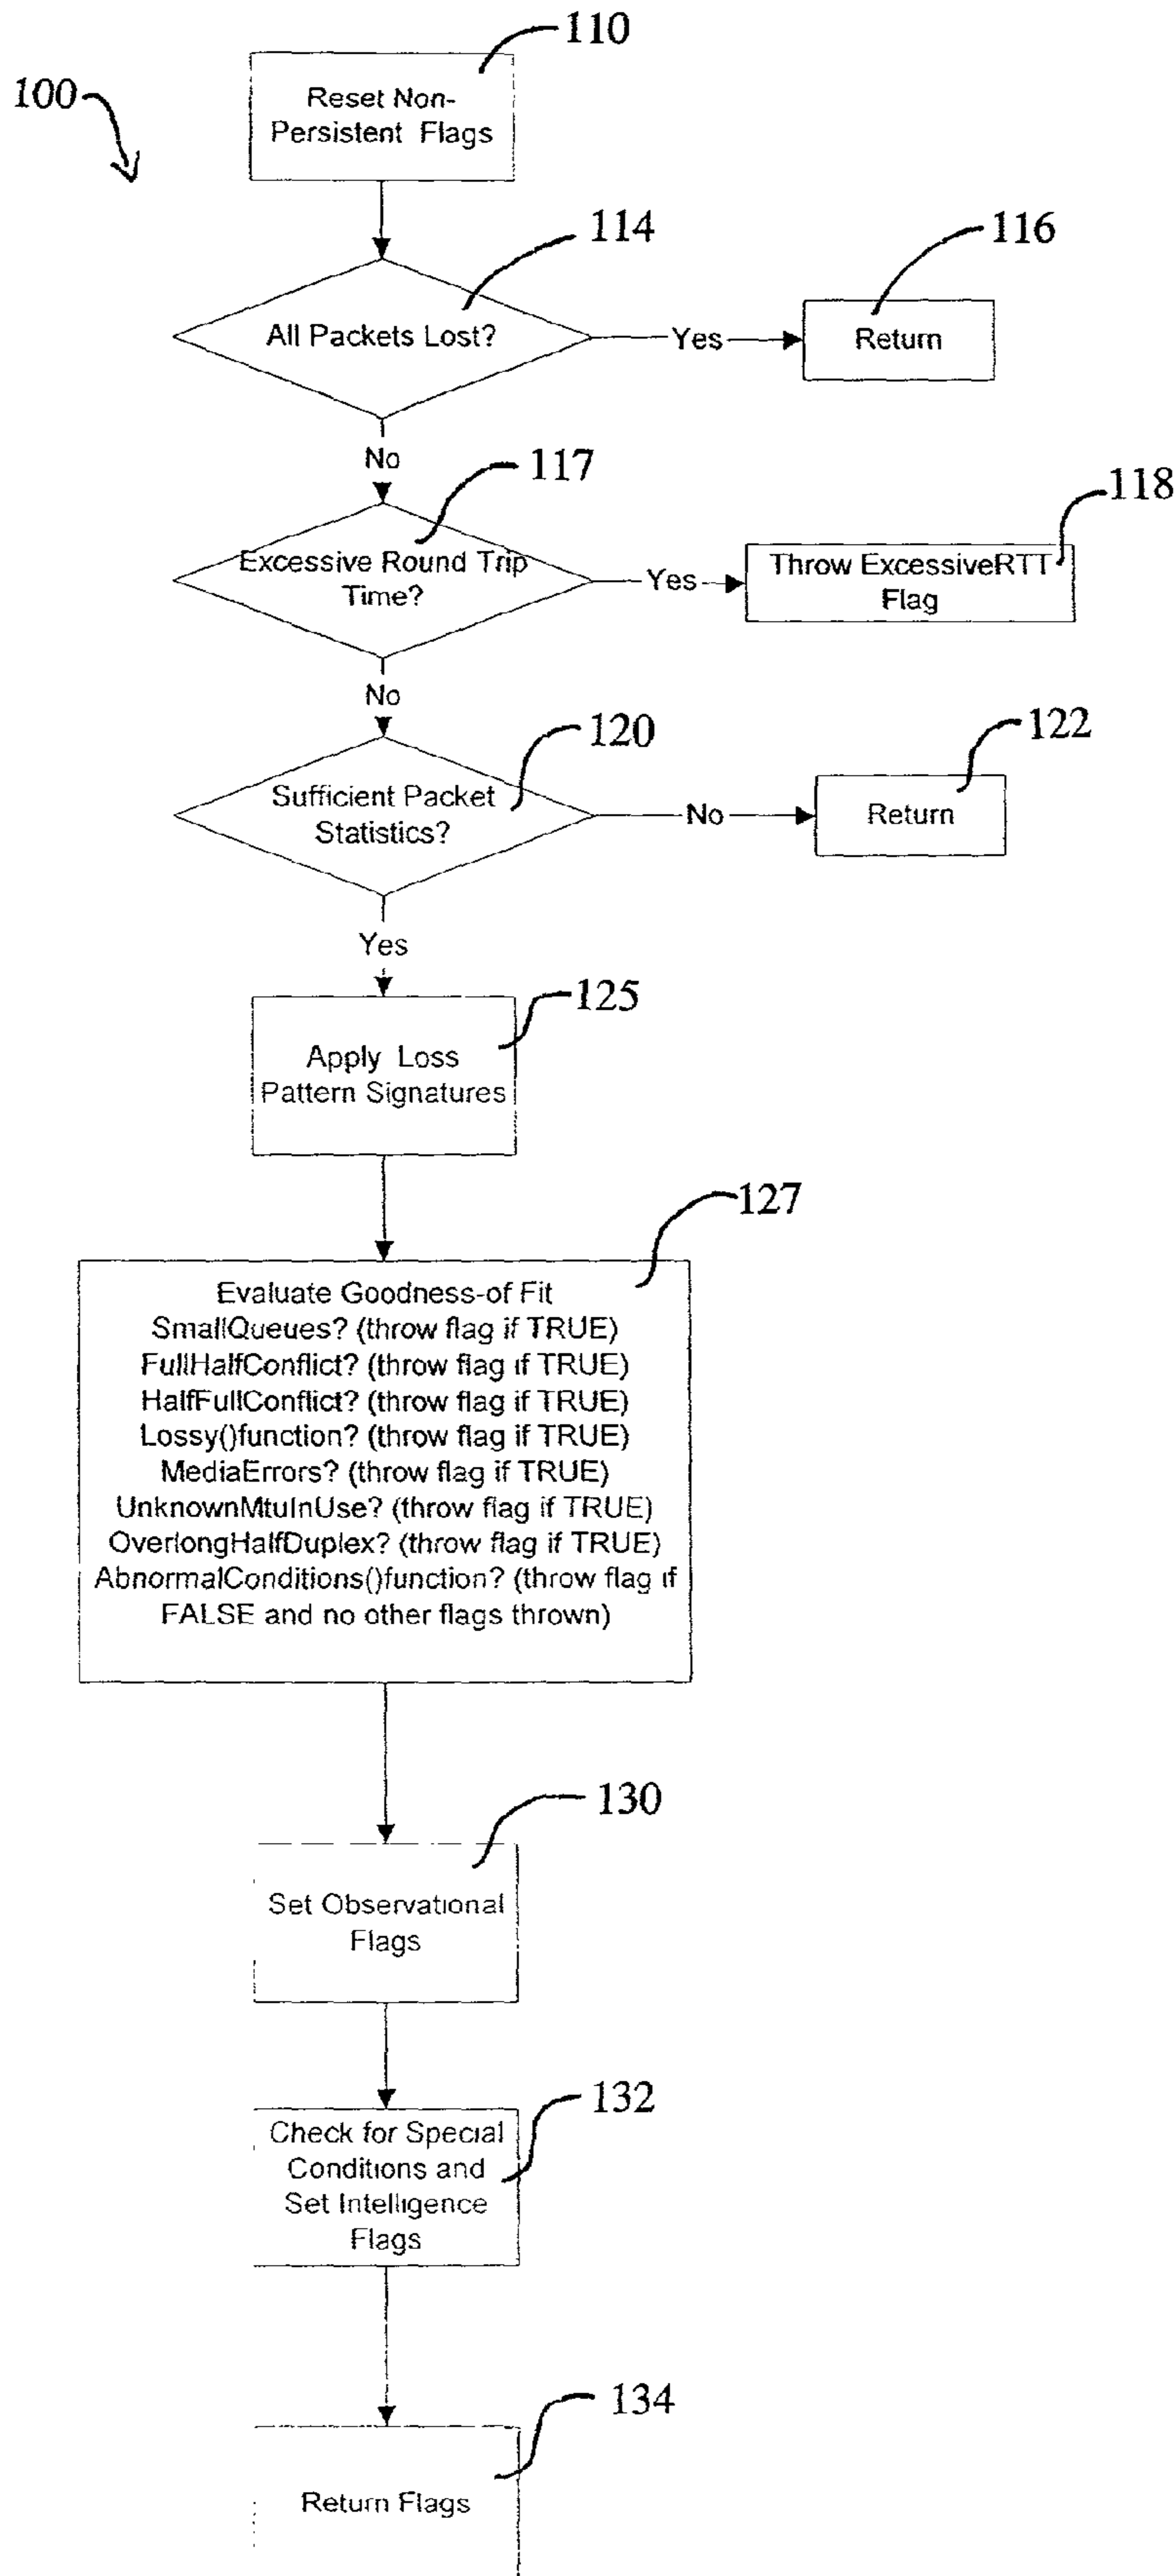 110
100
Reset Non-
Persistent Flags
114
116
All Packets Lost?
Yes
Return
No
117
118
Excessive Round Trip
Time?
Yes
Throw ExcessiveRTT
Flag
No
120
122
Sufficient Packet
Statistics?
No
Return
Yes
125
Apply Loss
Pattern Signatures
127
Evaluate Goodness-of Fit
SmallQueues? (throw flag if TRUE)
FullHalfConflict? (throw flag if TRUE)
HalfFullConflict? (throw flag if TRUE)
Lossy()function? (throw flag if TRUE)
MediaErrors? (throw flag if TRUE)
UnknownMtuInUse? (throw flag if TRUE)
OverlongHalfDuplex? (throw flag if TRUE)
AbnormalConditions()function? (throw flag if
FALSE and no other flags thrown)
130
Set Observational
Flags
132
Check for Special
Conditions and
Set Intelligence
Flags
134
Return Flags